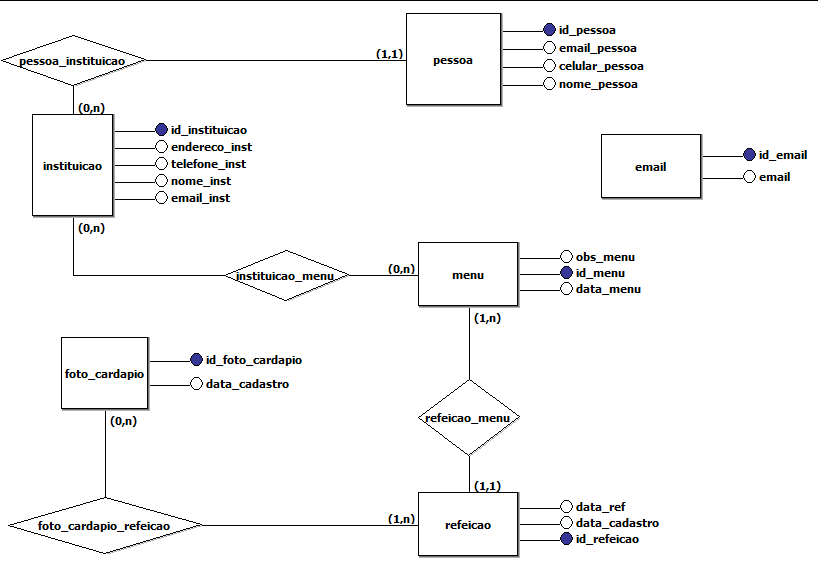 id_pessoa
email_pessoa
celular_pessoa
nome_pessoa
pessoa
(1,1)
pessoa_instituicao
(0,n)
instituicao
id_instituicao
endereco_inst
telefone_inst
nome_inst
email_inst
(0,n)
email
id_email
email
instituicao_menu
(0,n)
menu
obs_menu
id_menu
data_menu
(1,n)
foto_cardapio
id_foto_cardapio
data_cadastro
(0,n)
refeicao_menu
(1,1)
foto_cardapio_refeicao
(1,n)
refeicao
data_ref
data_cadastro
id_refeicao